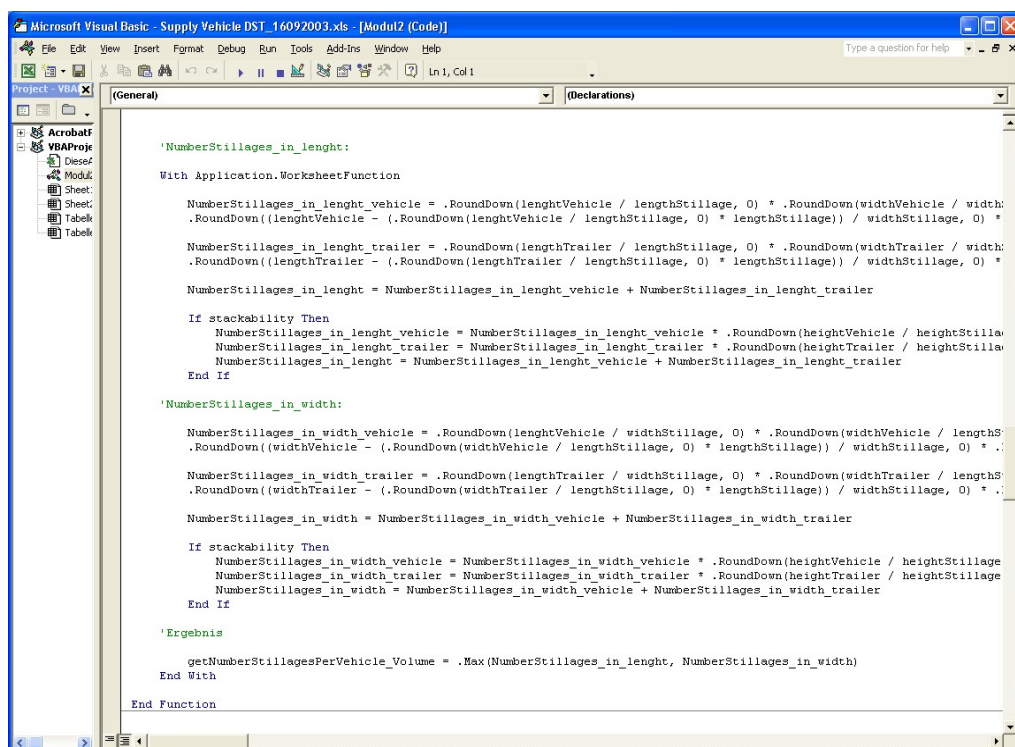 Microsoft Visual Basic - Supply Vehicle DST_16092003.xls - [Modul2 (Code)]
File Edit View Insert Format Debug Run Tools Add-Ins Window Help
Type a question for help
Ln 1, Col 1
Project - VBA
(General)
(Declarations)
AcrobatF
VBAProje
DieseA
Modul2
Sheet1
Sheet2
Tabelle
Tabelle
'NumberStillages_in_lenght:
With Application.WorksheetFunction
NumberStillages_in_lenght_vehicle = .RoundDown(lenghtVehicle / lengthStillage, 0) * .RoundDown(widthVehicle / widthS
.RoundDown((lenghtVehicle - (.RoundDown(lenghtVehicle / lengthStillage, 0) * lengthStillage)) / widthStillage, 0) *
NumberStillages_in_lenght_trailer = .RoundDown(lengthTrailer / lengthStillage, 0) * .RoundDown(widthTrailer / widthS
.RoundDown((lengthTrailer - (.RoundDown(lengthTrailer / lengthStillage, 0) * lengthStillage)) / widthStillage, 0) *
NumberStillages_in_lenght = NumberStillages_in_lenght_vehicle + NumberStillages_in_lenght_trailer
If stackability Then
NumberStillages_in_lenght_vehicle = NumberStillages_in_lenght_vehicle * .RoundDown(heightVehicle / heightStilla
NumberStillages_in_lenght_trailer = NumberStillages_in_lenght_trailer * .RoundDown(heightTrailer / heightStilla
NumberStillages_in_lenght = NumberStillages_in_lenght_vehicle + NumberStillages_in_lenght_trailer
End If
'NumberStillages_in_width:
NumberStillages_in_width_vehicle = .RoundDown(lenghtVehicle / widthStillage, 0) * .RoundDown(widthVehicle / lengthS
.RoundDown((widthVehicle - (.RoundDown(widthVehicle / lengthStillage, 0) * lengthStillage)) / widthStillage, 0) * .
NumberStillages_in_width_trailer = .RoundDown(lengthTrailer / widthStillage, 0) * .RoundDown(widthTrailer / lengthS
.RoundDown((widthTrailer - (.RoundDown(widthTrailer / lengthStillage, 0) * lengthStillage)) / widthStillage, 0) * .
NumberStillages_in_width = NumberStillages_in_width_vehicle + NumberStillages_in_width_trailer
If stackability Then
NumberStillages_in_width_vehicle = NumberStillages_in_width_vehicle * .RoundDown(heightVehicle / heightStillage
NumberStillages_in_width_trailer = NumberStillages_in_width_trailer * .RoundDown(heightTrailer / heightStillage
NumberStillages_in_width = NumberStillages_in_width_vehicle + NumberStillages_in_width_trailer
End If
'Ergebnis
getNumberStillagesPerVehicle_Volume = .Max(NumberStillages_in_lenght, NumberStillages_in_width)
End With
End Function